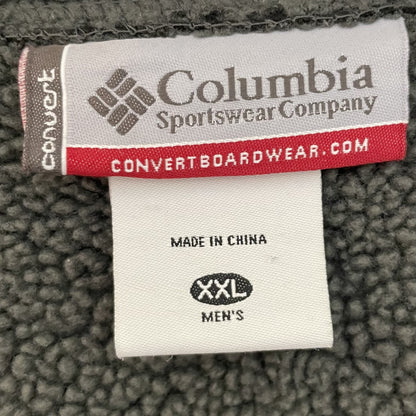 convert
Columbia
Sportswear Company
CONVERTBOARDWEAR.COM
MADE IN CHINA
XXL
MEN'S